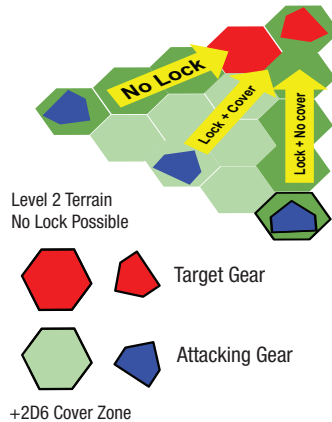 No Lock
Lock + Cover
Lock + No cover
Level 2 Terrain
No Lock Possible
Target Gear
Attacking Gear
+2D6 Cover Zone